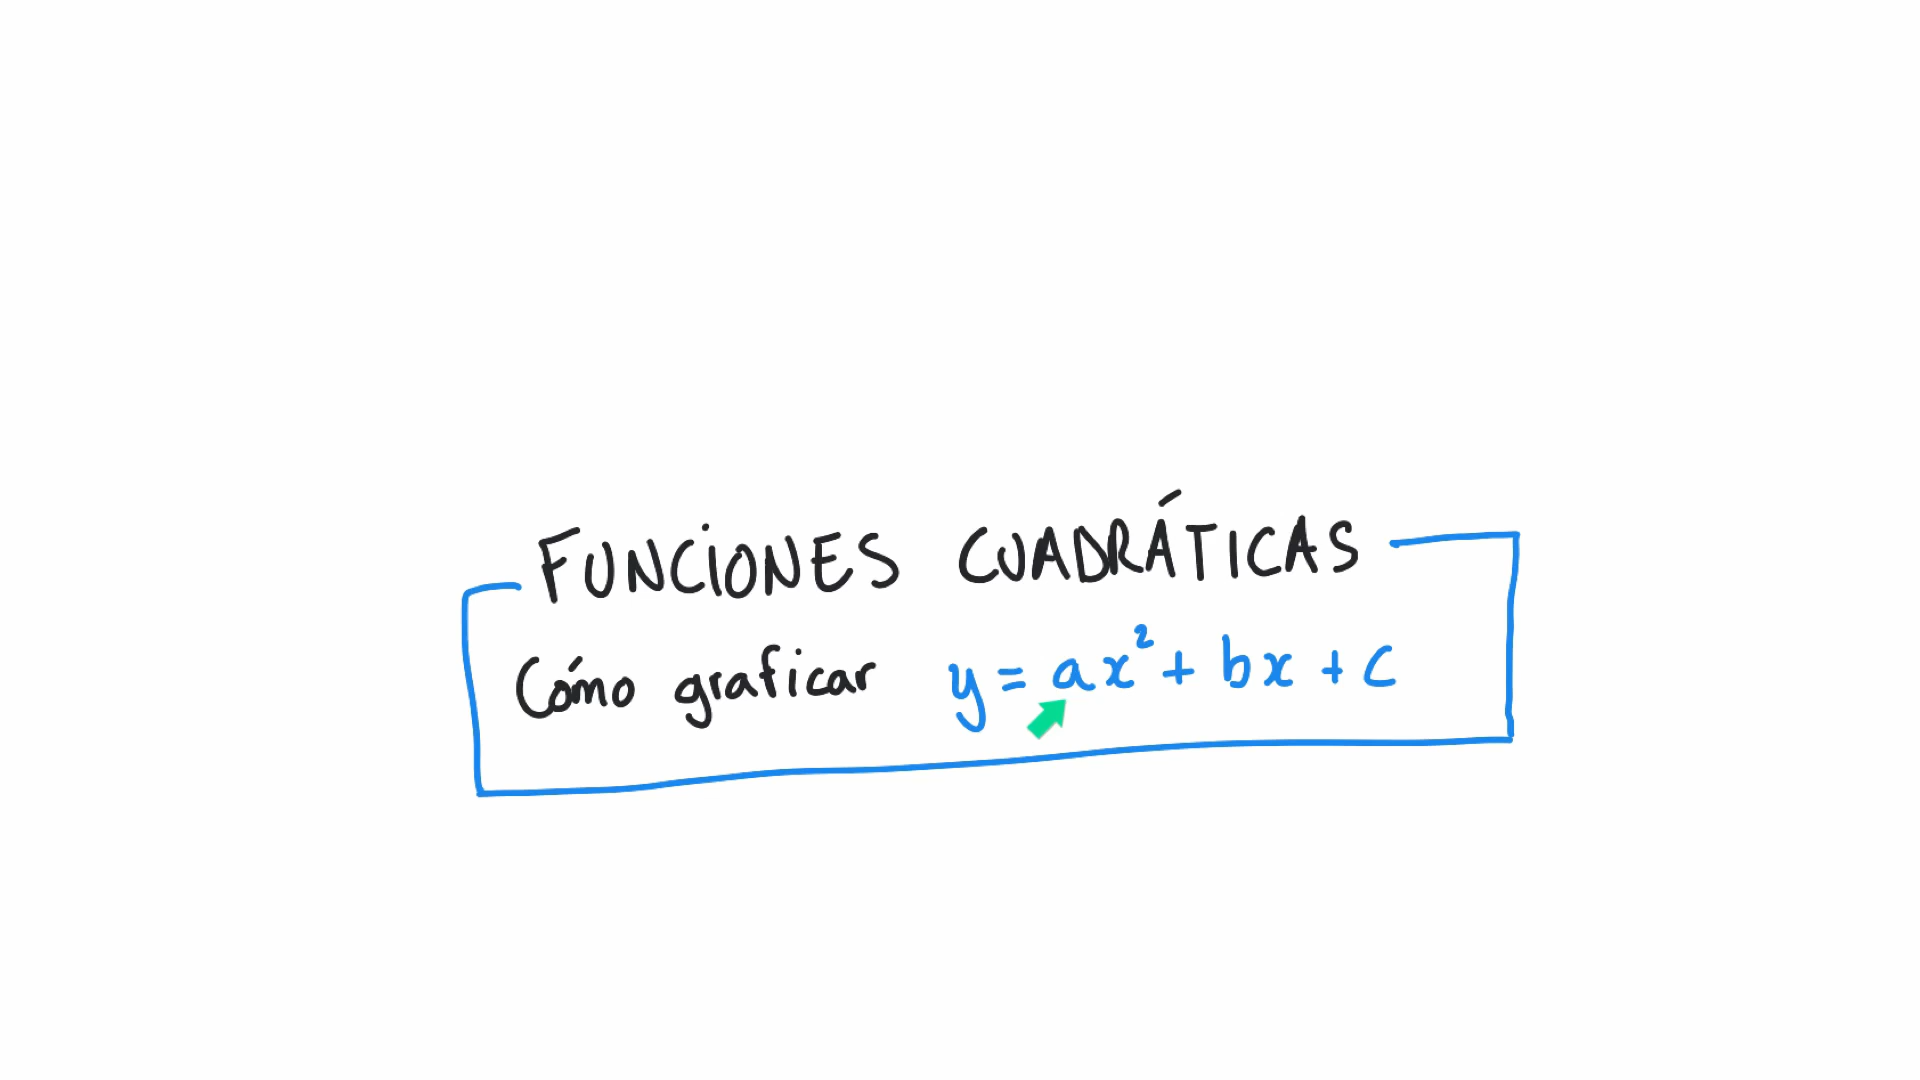 FUNCIONES CUADRÁTICAS
Cómo graficar y = ax² + bx + c